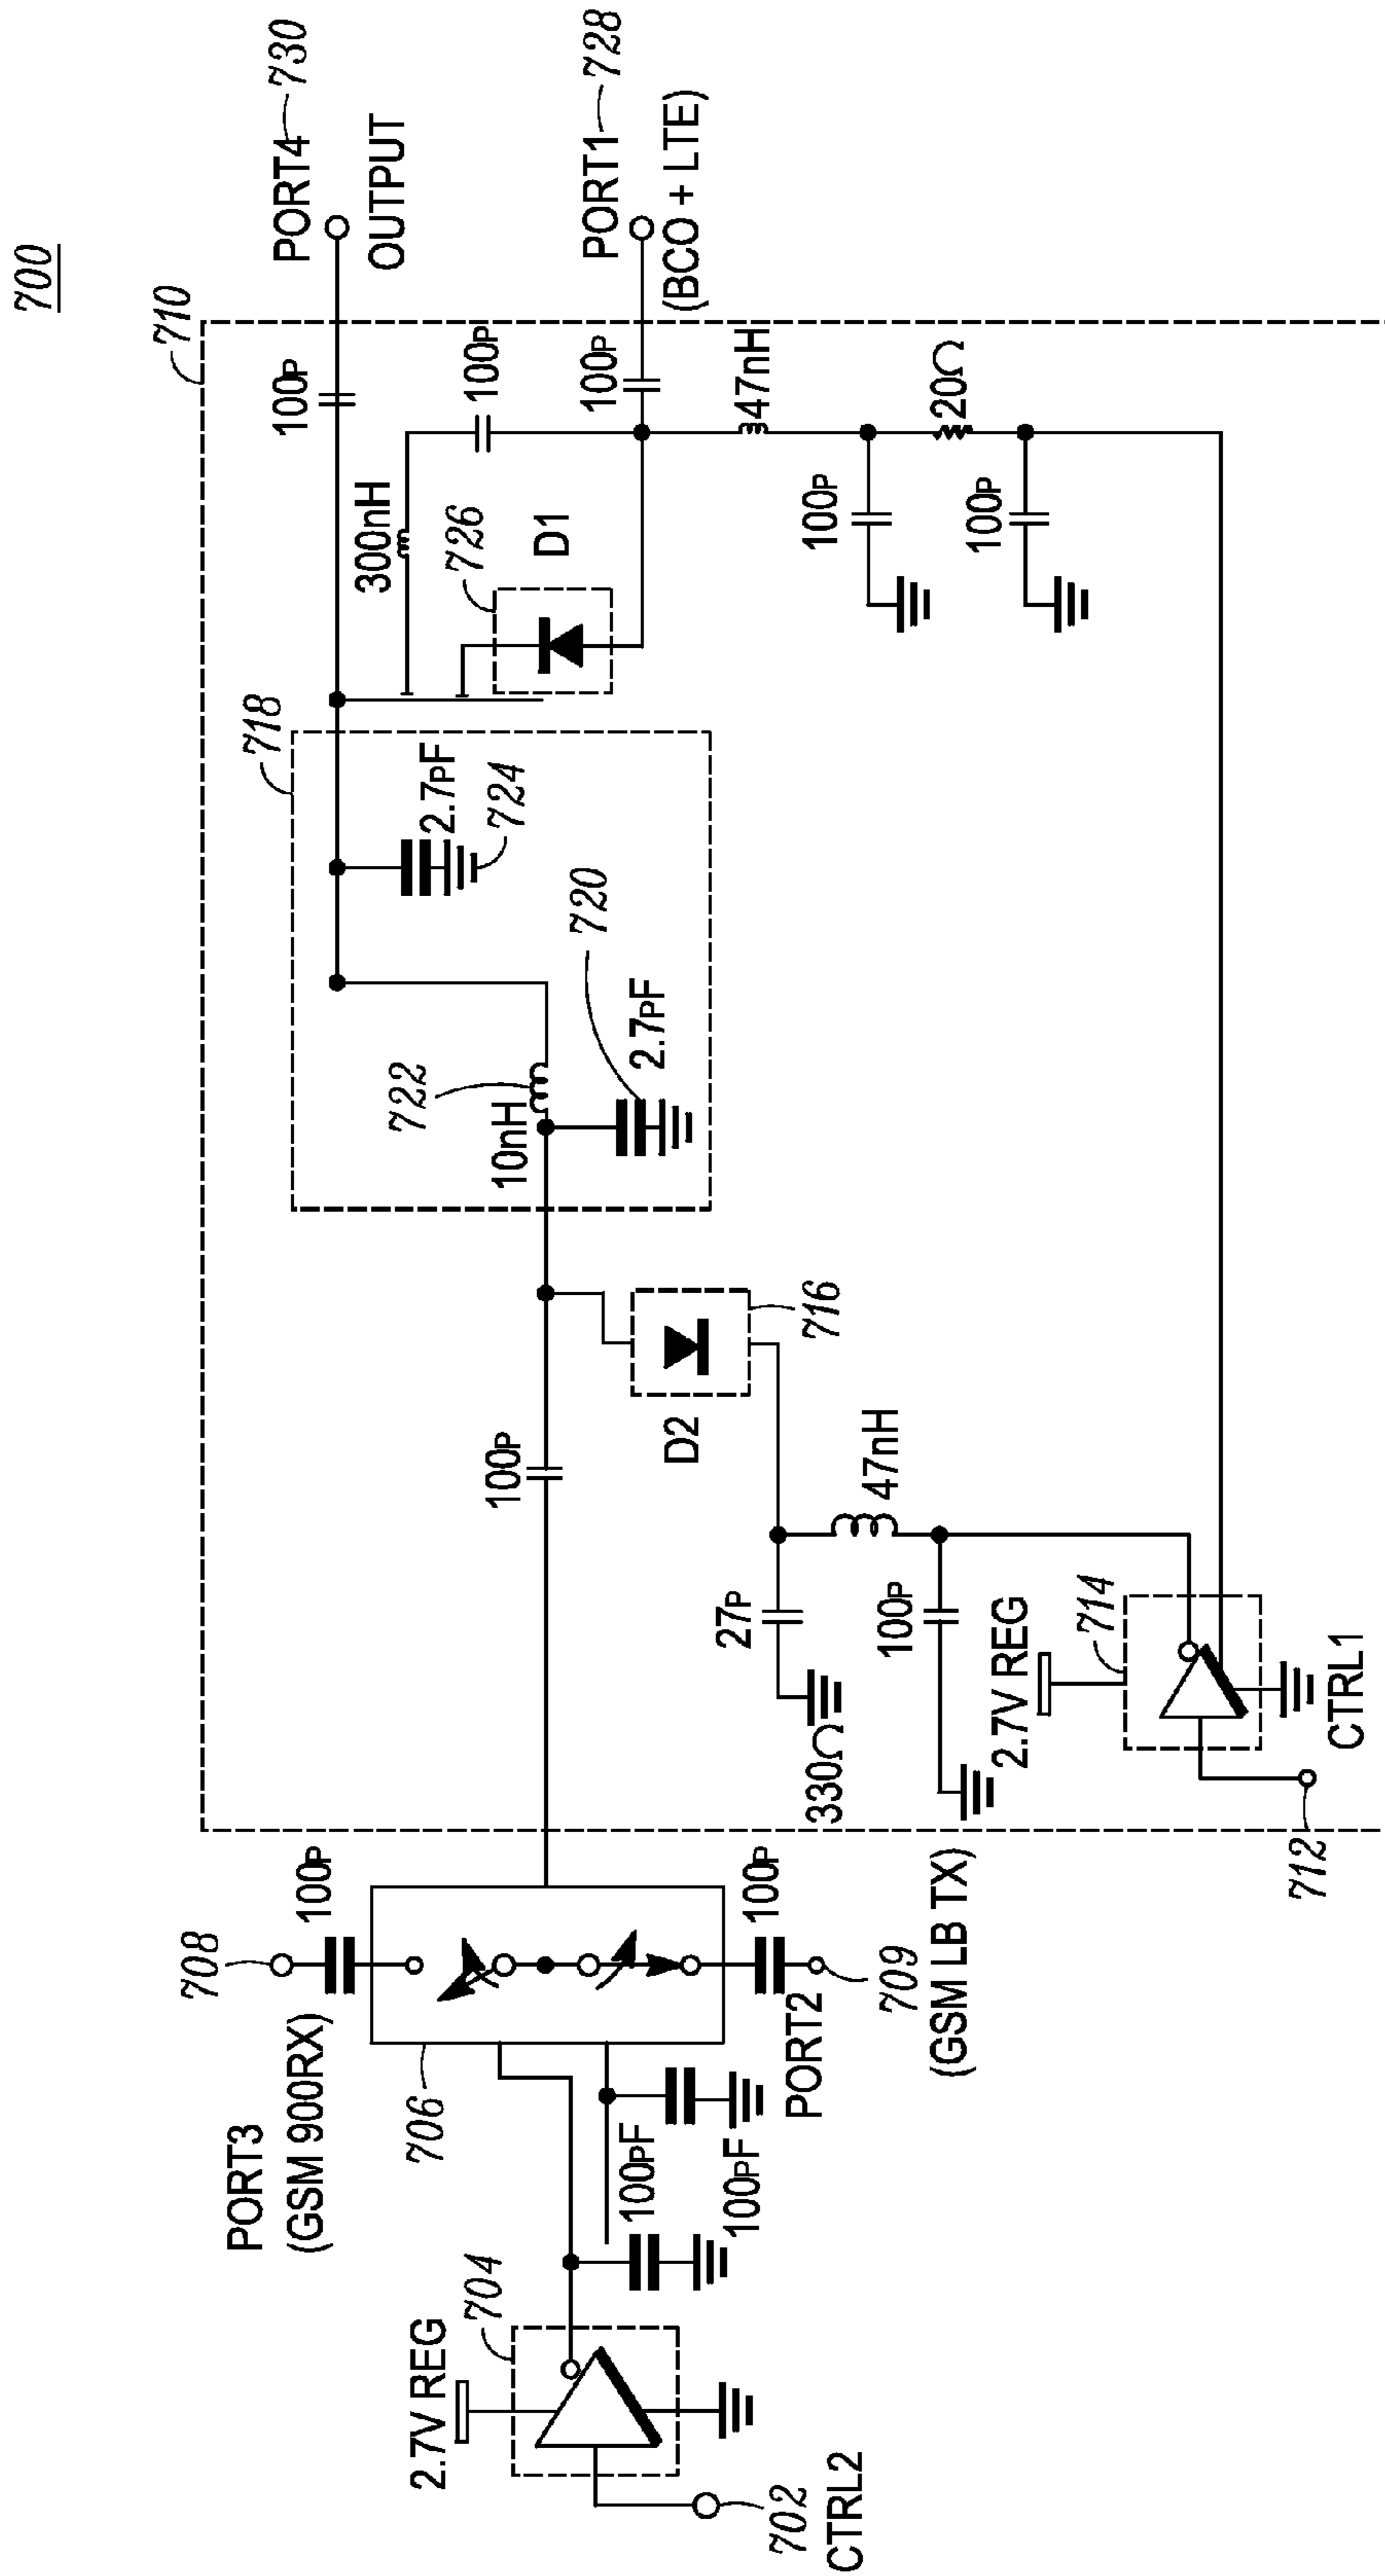 700
710
PORT4
730
OUTPUT
100P
PORT1
728
(BCO + LTE)
100P
100P
300nH
47nH
20Ω
100P
100P
726
D1
718
2.7PF
724
722
10nH
720
2.7PF
716
D2
100P
47nH
27P
330Ω
100P
2.7V REG
714
CTRL1
712
708
100P
PORT3
(GSM 900RX)
706
100P
PORT2
709
(GSM LB TX)
100PF
100PF
2.7V REG
704
702
CTRL2